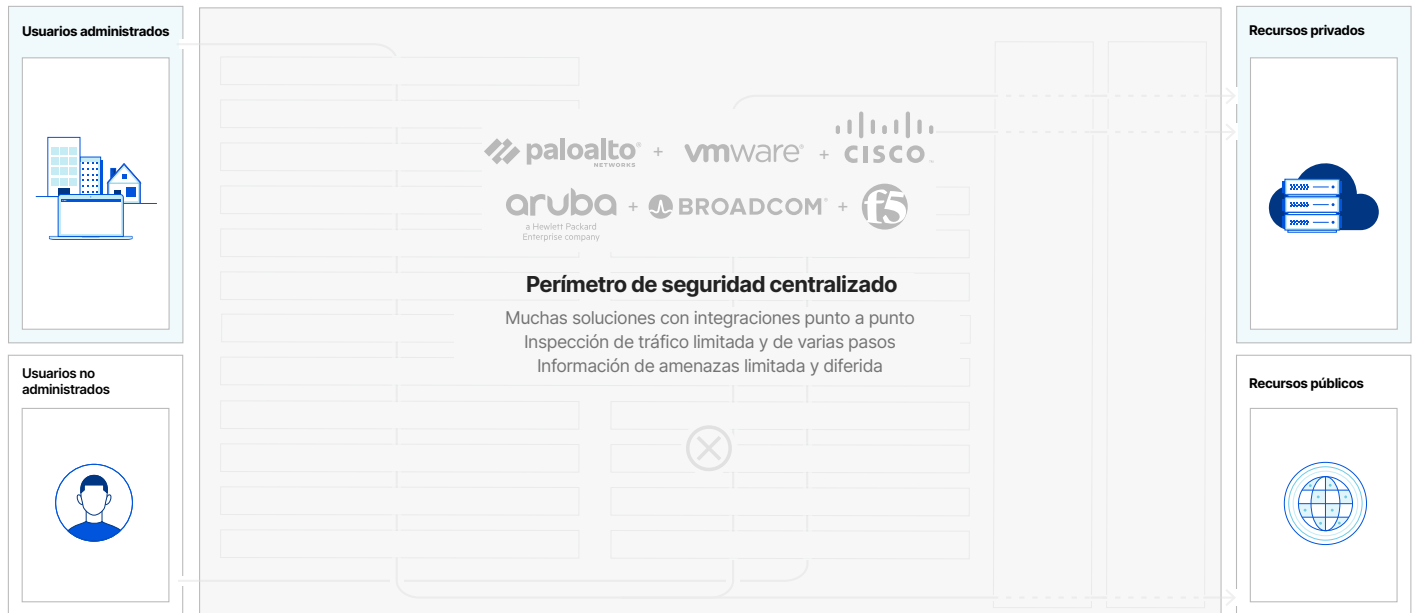 Usuarios administrados
Usuarios no
administrados
paloalto®
NETWORKS
+
vmware®
+
CISCO
aruba
a Hewlett Packard
Enterprise company
+
BROADCOM®
+
f5
Perímetro de seguridad centralizado
Muchas soluciones con integraciones punto a punto
Inspección de tráfico limitada y de varias pasos
Información de amenazas limitada y diferida
Recursos privados
Recursos públicos